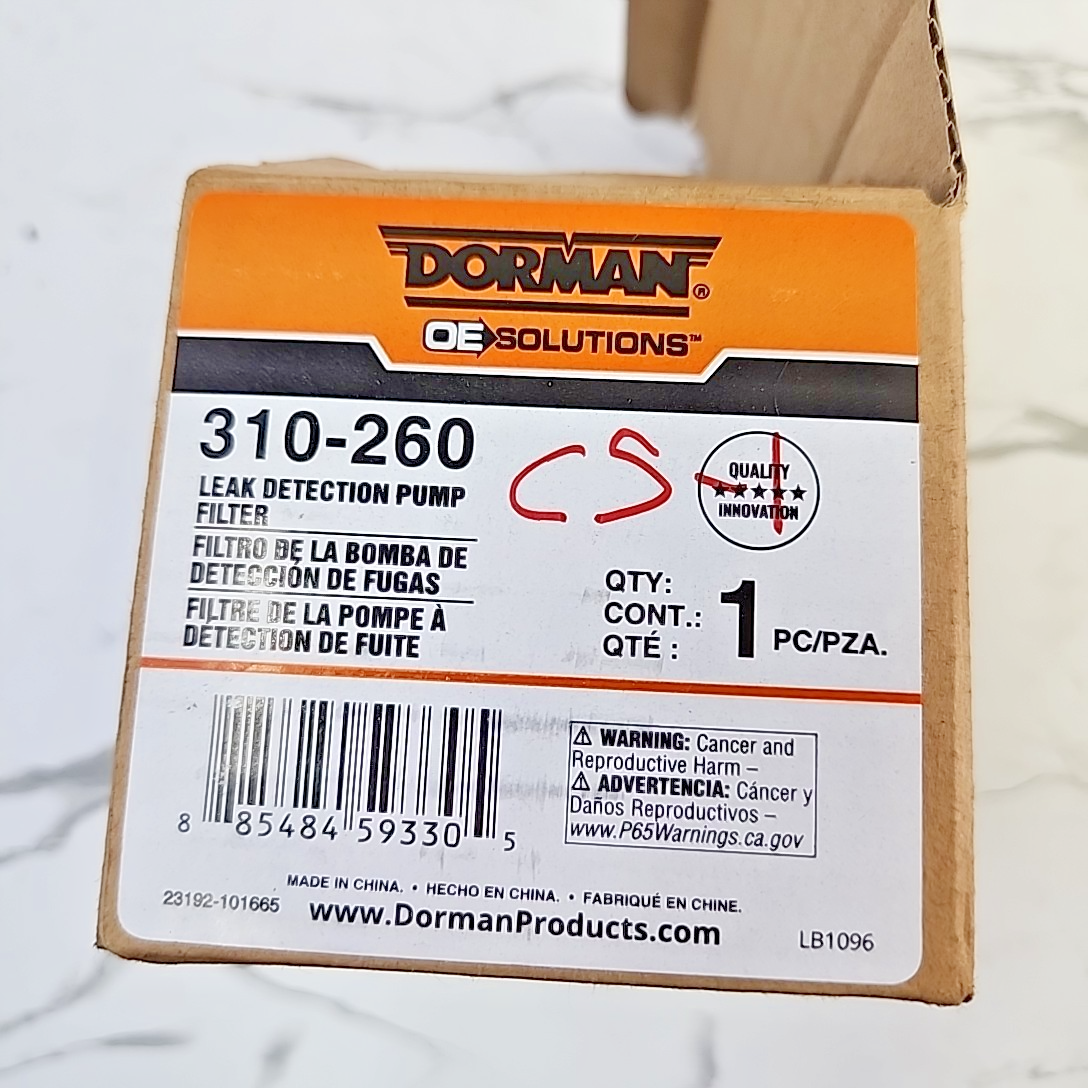 DORMAN®
OE SOLUTIONS™
310-260
LEAK DETECTION PUMP
FILTER
FILTRO DE LA BOMBA DE
DETECCIÓN DE FUGAS
FILTRE DE LA POMPE À
DÉTECTION DE FUITE
CS
QUALITY
INNOVATION
QTY:
CONT.:
QTÉ :
1 PC/PZA.
8 85484 59330 5
⚠ WARNING: Cancer and
Reproductive Harm –
⚠ ADVERTENCIA: Cáncer y
Daños Reproductivos –
www.P65Warnings.ca.gov
MADE IN CHINA. • HECHO EN CHINA. • FABRIQUÉ EN CHINE.
23192-101665
www.DormanProducts.com
LB1096